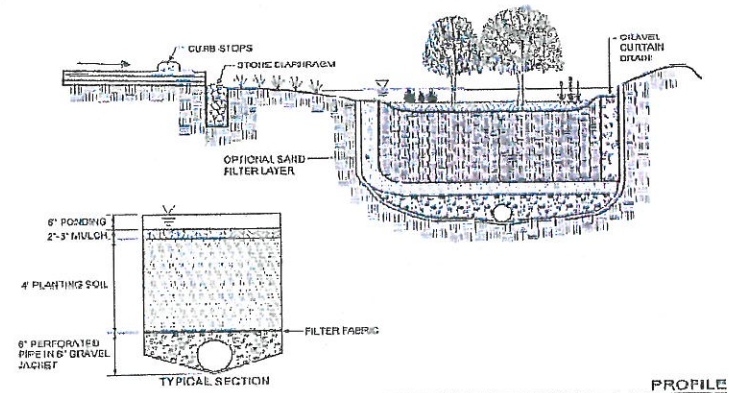 CURB STOPS
STONE DIAPHRAGM
GRAVEL
CURTAIN
DRAIN
OPTIONAL SAND
FILTER LAYER
6" PONDING
2"-3" MULCH
4' PLANTING SOIL
FILTER FABRIC
6" PERFORATED
PIPE IN 8" GRAVEL
JACKET
TYPICAL SECTION
PROFILE